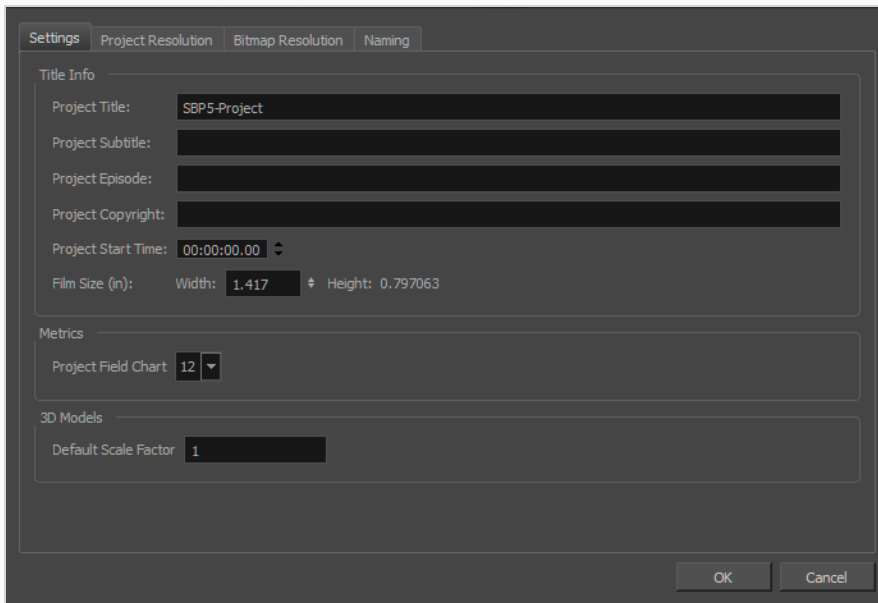 Settings Project Resolution Bitmap Resolution Naming
Title Info
Project Title: SBP5-Project
Project Subtitle:
Project Episode:
Project Copyright:
Project Start Time: 00:00:00.00
Film Size (in): Width: 1.417 Height: 0.797063
Metrics
Project Field Chart 12
3D Models
Default Scale Factor 1
OK Cancel